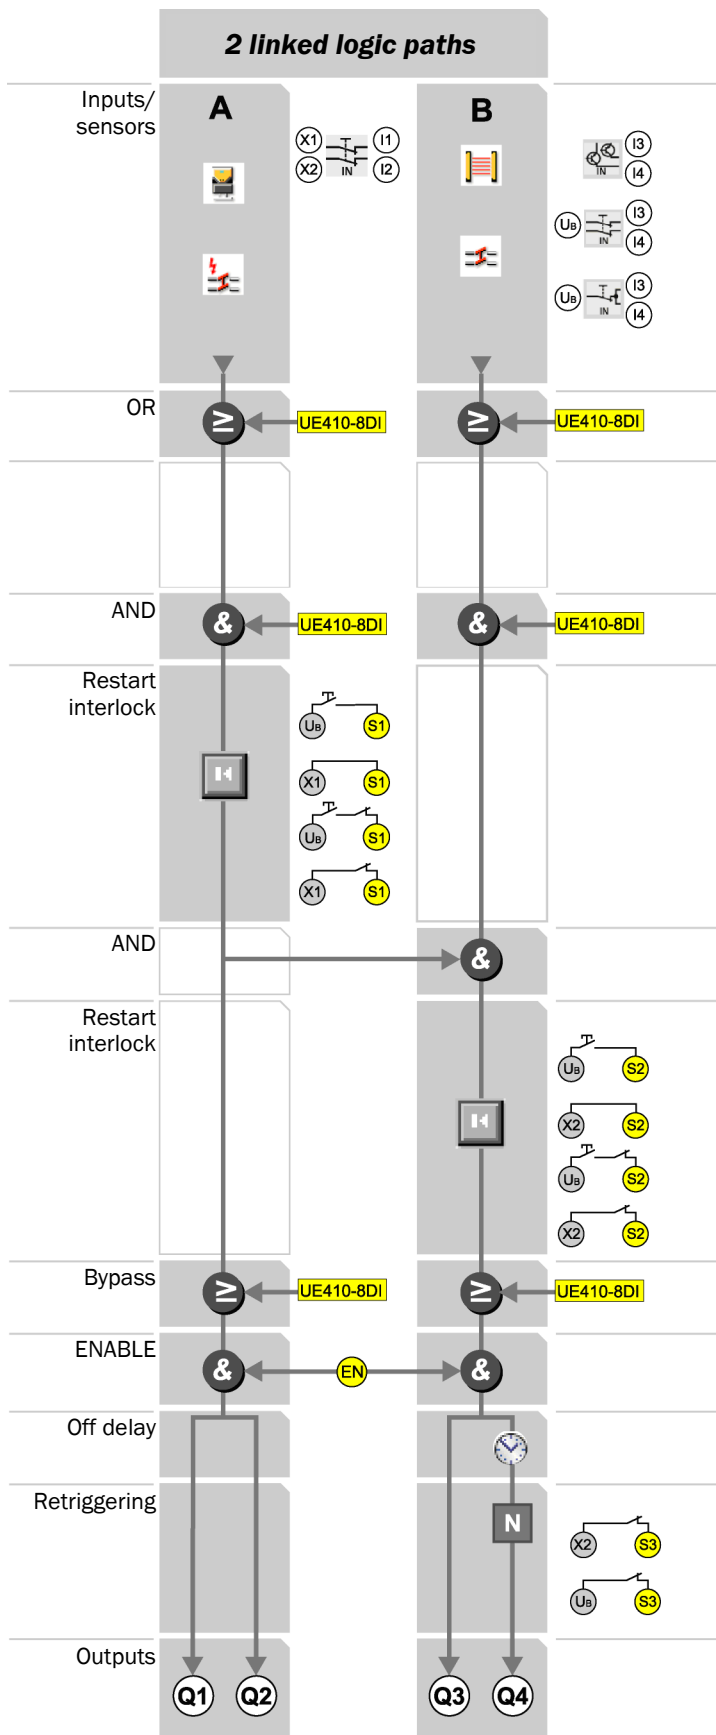 2 linked logic paths
Inputs/
sensors
A
B
X1
I1
X2
IN
I2
I3
IN
I4
UB
I3
IN
I4
UB
I3
IN
I4
OR
≥
UE410-8DI
≥
UE410-8DI
AND
&
UE410-8DI
&
UE410-8DI
Restart
interlock
UB
S1
X1
S1
UB
S1
X1
S1
AND
&
Restart
interlock
UB
S2
X2
S2
UB
S2
X2
S2
Bypass
≥
UE410-8DI
≥
UE410-8DI
ENABLE
&
EN
&
Off delay
Retriggering
N
X2
S3
UB
S3
Outputs
Q1
Q2
Q3
Q4